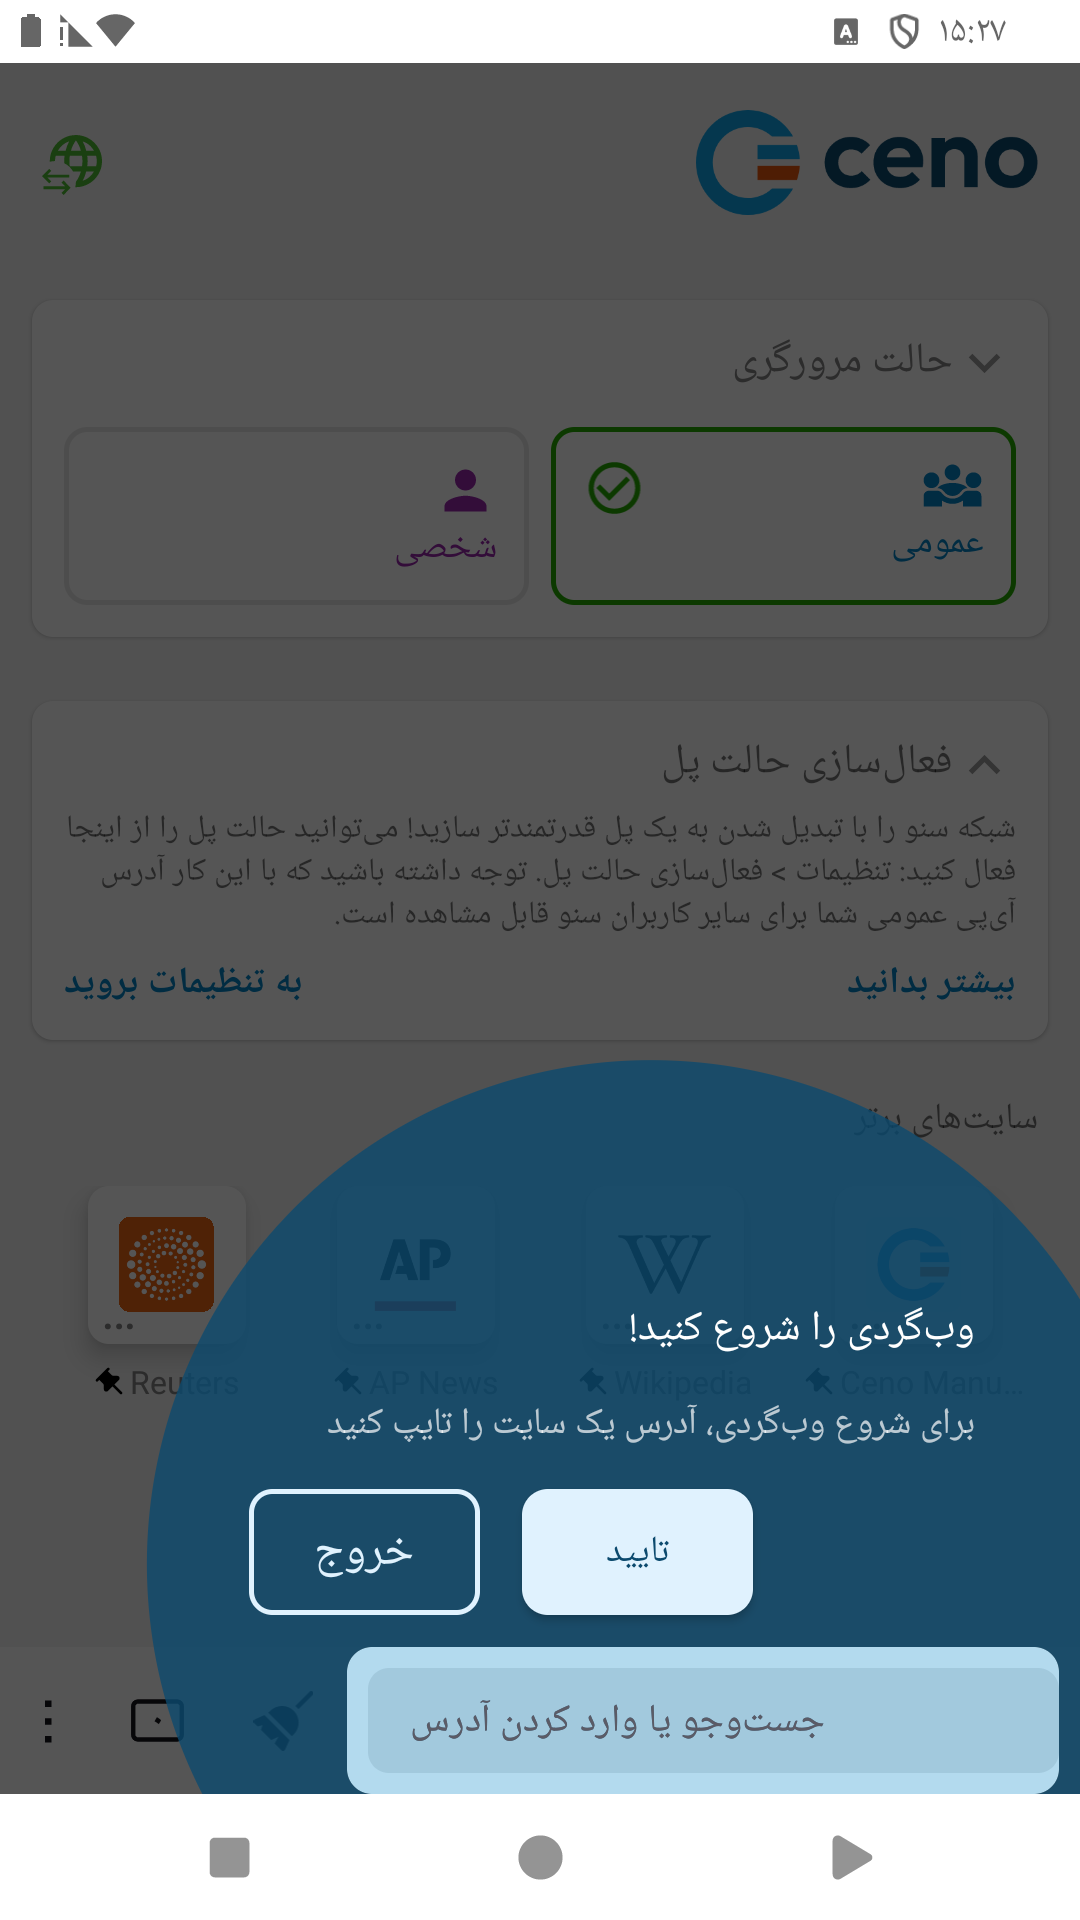 ۱۵:۲۷
ceno
حالت مرورگری
عمومی
شخصی
فعال‌سازی حالت پل
شبکه سنو را با تبدیل شدن به یک پل قدرتمندتر سازید! می‌توانید حالت پل را از اینجا
فعال کنید: تنظیمات > فعال‌سازی حالت پل. توجه داشته باشید که با این کار آدرس
آی‌پی عمومی شما برای سایر کاربران سنو قابل مشاهده است.
بیشتر بدانید
به تنظیمات بروید
سایت‌های برتر
AP
W
Reuters
AP News
Wikipedia
Ceno Manu...
وب‌گردی را شروع کنید!
برای شروع وب‌گردی، آدرس یک سایت را تایپ کنید
تایید
خروج
جست‌وجو یا وارد کردن آدرس